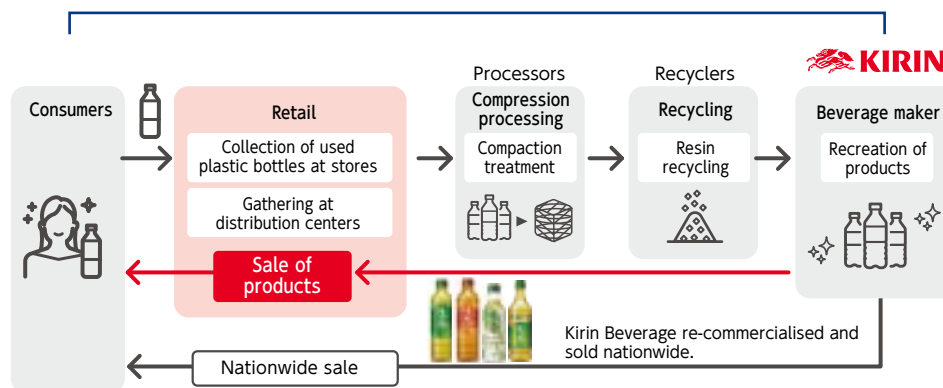 KIRIN
Processors
Recyclers
Consumers
Retail
Compression
processing
Recycling
Beverage maker
Collection of used
plastic bottles at stores
Compaction
treatment
Resin
recycling
Recreation of
products
Gathering at
distribution centers
Sale of
products
Kirin Beverage re-commercialised and
sold nationwide.
Nationwide sale